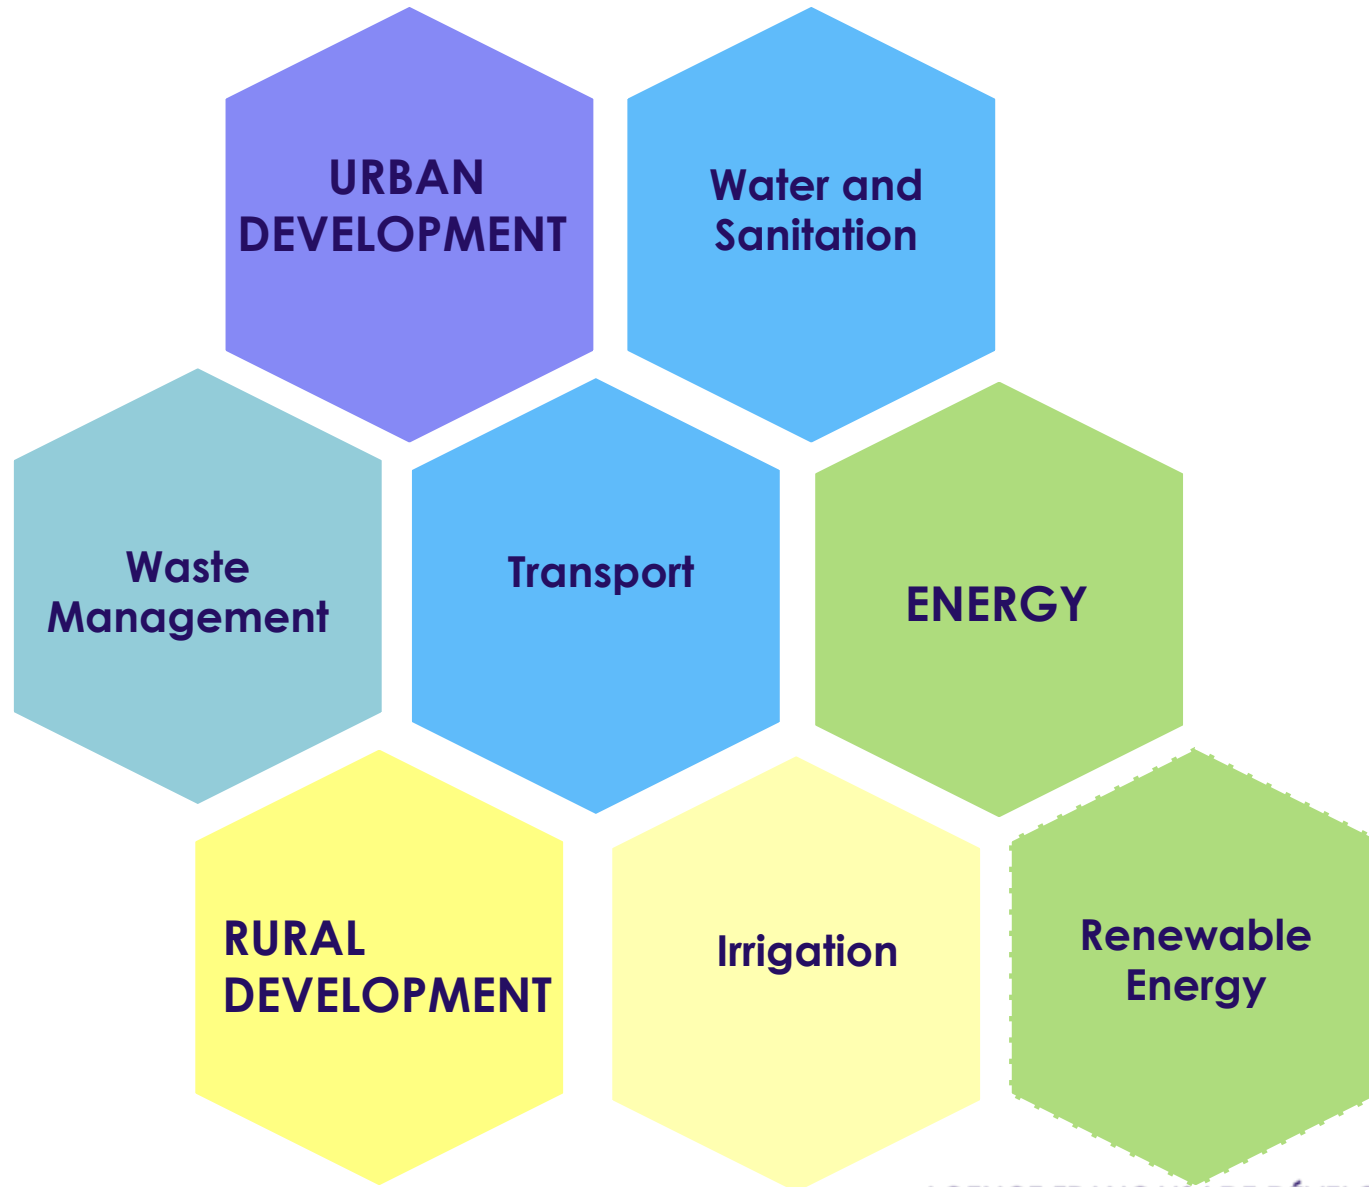 URBAN
DEVELOPMENT
Water and
Sanitation
Waste
Management
Transport
ENERGY
RURAL
DEVELOPMENT
Irrigation
Renewable
Energy